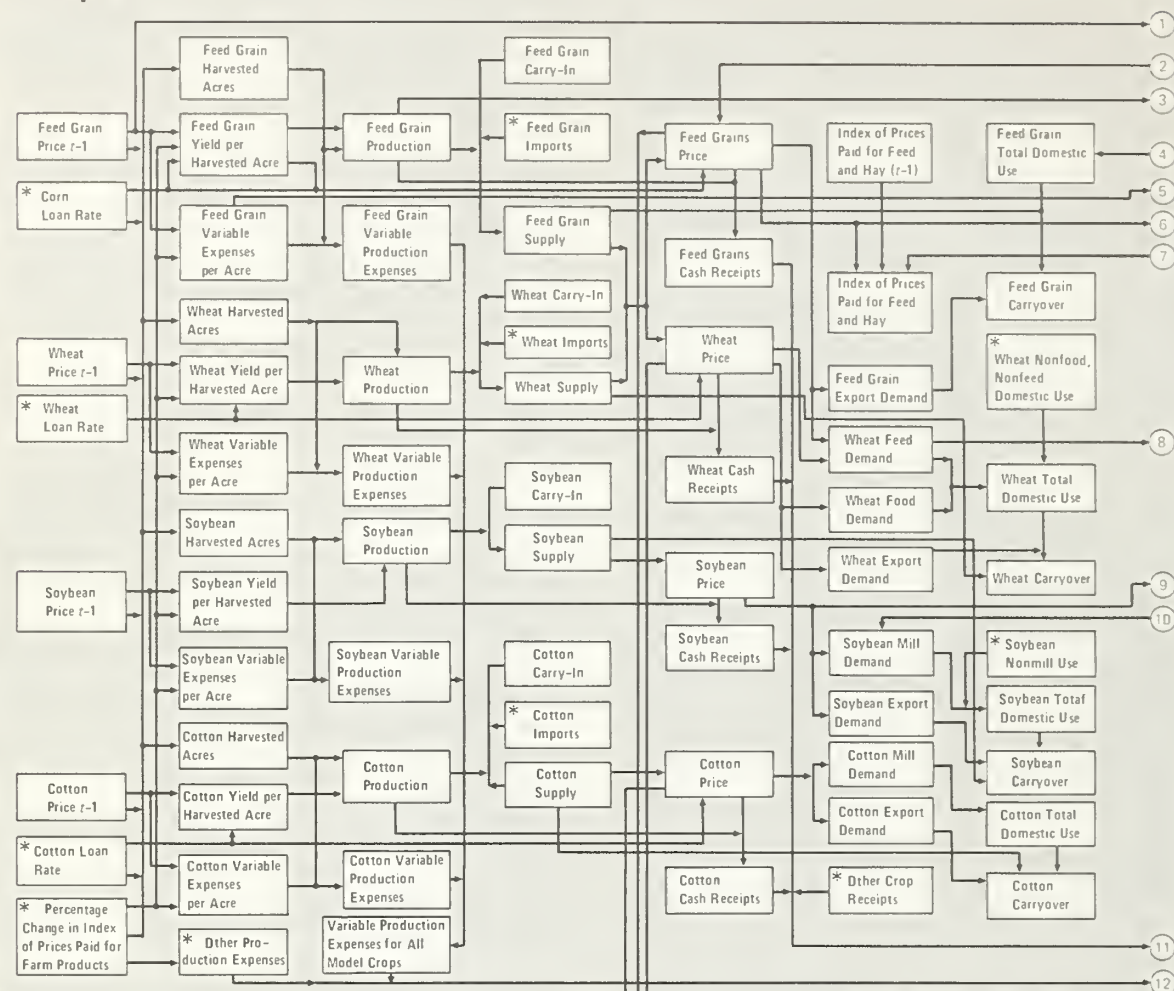 1
Feed Grain
Harvested
Acres
Feed Grain
Carry-In
2
3
Feed Grain
Price t-1
Feed Grain
Yield per
Harvested Acre
Feed Grain
Production
* Feed Grain
Imports
Feed Grains
Price
Index of Prices
Paid for Feed
and Hay (t-1)
Feed Grain
Total Domestic
Use
4
5
* Corn
Loan Rate
Feed Grain
Variable
Expenses
per Acre
Feed Grain
Variable
Production
Expenses
Feed Grain
Supply
6
Feed Grains
Cash Receipts
7
Index of Prices
Paid for Feed
and Hay
Feed Grain
Carryover
Wheat Harvested
Acres
Wheat Carry-In
* Wheat Imports
Wheat
Price t-1
Wheat Yield per
Harvested Acre
Wheat
Production
Wheat Supply
Wheat
Price
* Wheat Nonfood,
Nonfeed
Domestic Use
Feed Grain
Export Demand
* Wheat
Loan Rate
Wheat Variable
Expenses
per Acre
Wheat Variable
Production
Expenses
Wheat Feed
Demand
8
Soybean
Carry-In
Wheat Cash
Receipts
Wheat Total
Domestic Use
Wheat Food
Demand
Soybean
Harvested Acres
Soybean
Production
Soybean
Supply
Soybean
Price
Wheat Export
Demand
Wheat Carryover
9
Soybean
Price t-1
Soybean Yield
per Harvested
Acre
10
Soybean
Cash Receipts
Soybean Mill
Demand
* Soybean
Nonmill Use
Soybean Variable
Expenses
per Acre
Soybean Variable
Production
Expenses
Cotton
Carry-In
Soybean Export
Demand
Soybean Total
Domestic Use
* Cotton
Imports
Cotton Harvested
Acres
Cotton
Production
Cotton
Supply
Cotton
Price
Cotton Mill
Demand
Soybean
Carryover
Cotton
Price t-1
Cotton Yield per
Harvested Acre
Cotton Export
Demand
Cotton Total
Domestic Use
* Cotton Loan
Rate
Cotton Variable
Expenses
per Acre
Cotton Variable
Production
Expenses
Cotton
Cash Receipts
* Other Crop
Receipts
Cotton
Carryover
* Percentage
Change in Index
of Prices Paid for
Farm Products
* Other Pro-
duction Expenses
Variable Production
Expenses for All
Model Crops
11
12